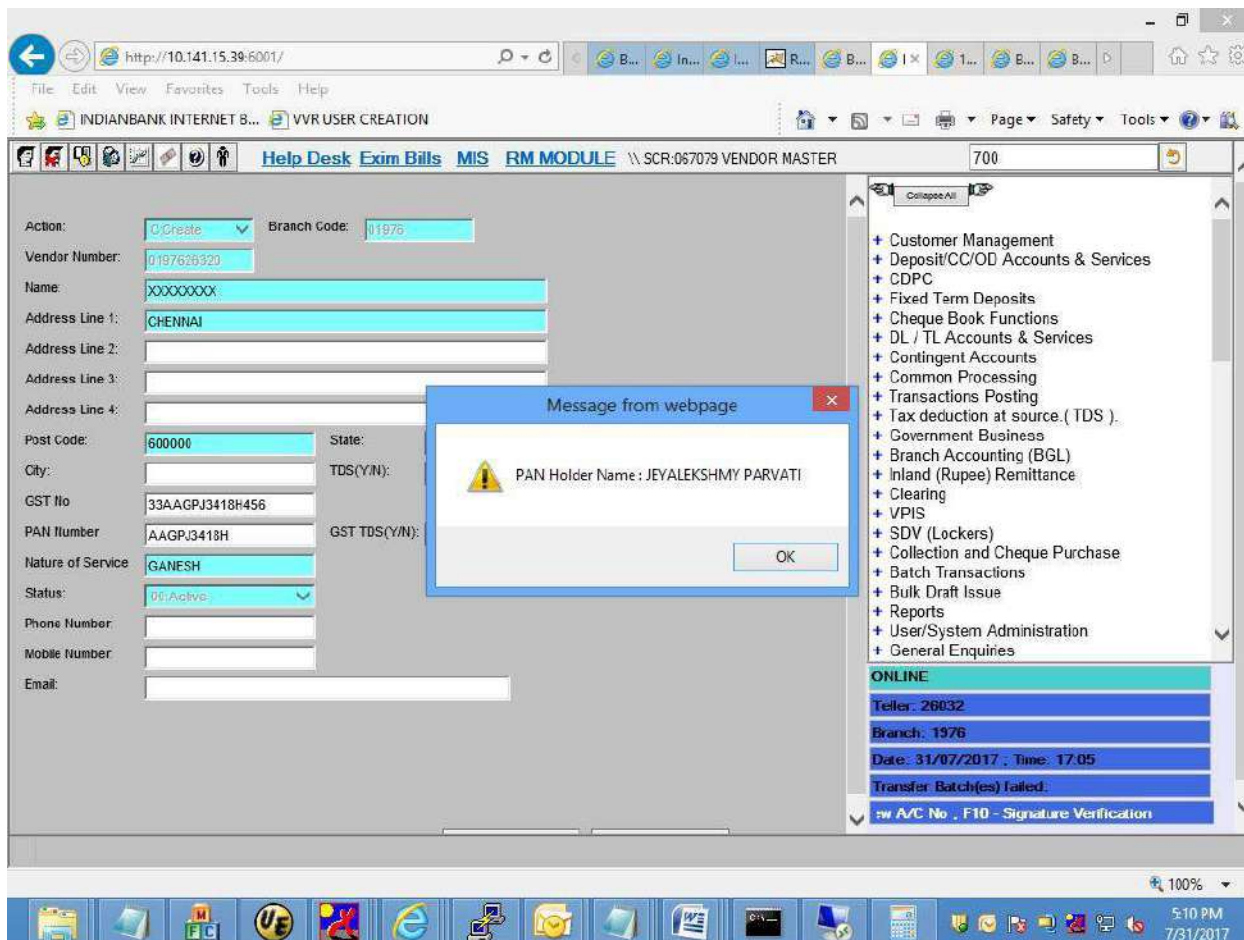 http://10.141.15.39:6001/
B... In... I... R... B... I × 1... B... B...
File Edit View Favorites Tools Help
INDIANBANK INTERNET B... VVR USER CREATION
Page Safety Tools
Help Desk Exim Bills MIS RM MODULE \\ SCR:067079 VENDOR MASTER 700
Collapse All
Action: C:Create Branch Code: 01976
Vendor Number: 0197626320
Name: XXXXXXXX
Address Line 1: CHENNAI
Address Line 2:
Address Line 3:
Address Line 4:
Post Code: 600000 State:
City: TDS(Y/N):
GST No 33AAGPJ3418H456
PAN Number AAGPJ3418H GST TDS(Y/N):
Nature of Service GANESH
Status: 00:Active
Phone Number:
Mobile Number:
Email:
Message from webpage
PAN Holder Name : JEYALEKSHMY PARVATI
OK
+ Customer Management
+ Deposit/CC/OD Accounts & Services
+ CDPC
+ Fixed Term Deposits
+ Cheque Book Functions
+ DL / TL Accounts & Services
+ Contingent Accounts
+ Common Processing
+ Transactions Posting
+ Tax deduction at source.( TDS ).
+ Government Business
+ Branch Accounting (BGL)
+ Inland (Rupee) Remittance
+ Clearing
+ VPIS
+ SDV (Lockers)
+ Collection and Cheque Purchase
+ Batch Transactions
+ Bulk Draft Issue
+ Reports
+ User/System Administration
+ General Enquiries
ONLINE
Teller: 26032
Branch: 1976
Date: 31/07/2017 ; Time: 17:05
Transfer Batch(es) failed.
A/C No , F10 - Signature Verification
100%
5:10 PM
7/31/2017